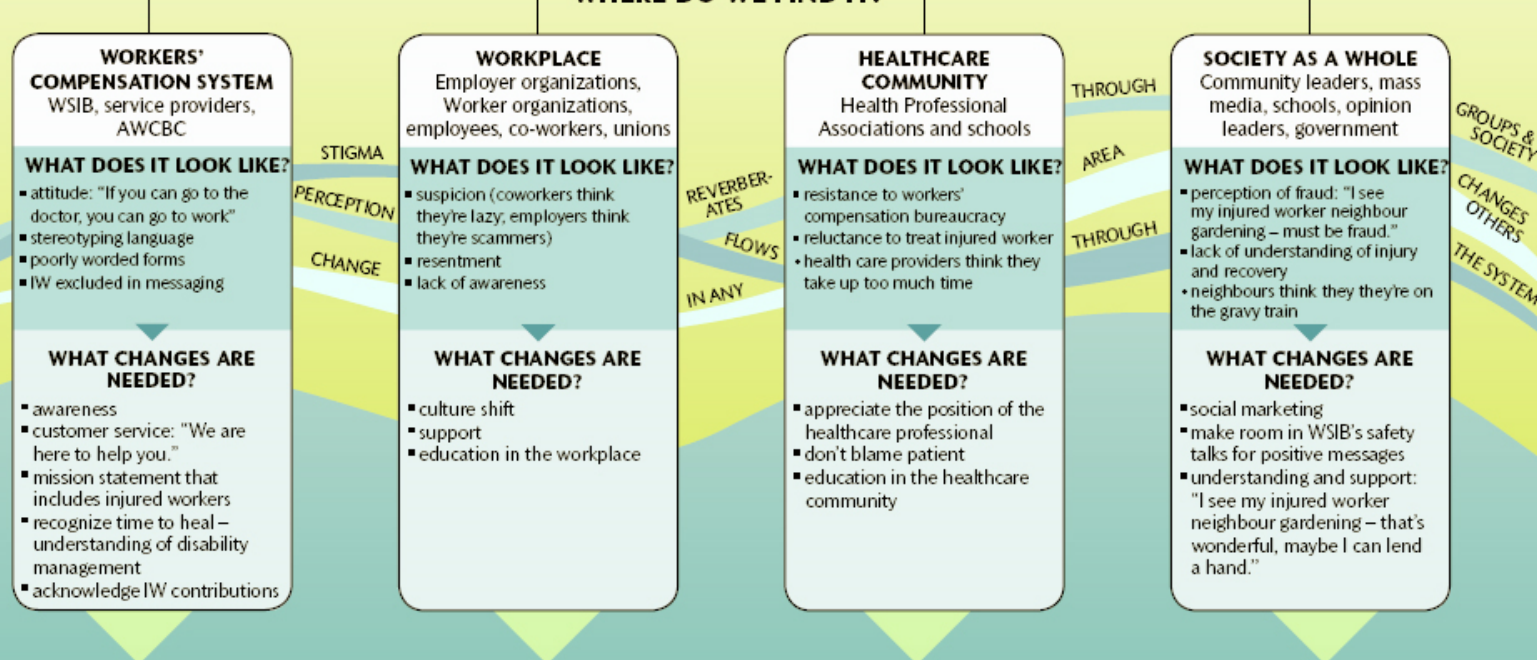 WORKERS'
COMPENSATION SYSTEM
WSIB, service providers,
AWCBC
WHAT DOES IT LOOK LIKE?
▪ attitude: "If you can go to the
doctor, you can go to work"
▪ stereotyping language
▪ poorly worded forms
▪ IW excluded in messaging
WHAT CHANGES ARE
NEEDED?
▪ awareness
▪ customer service: "We are
here to help you."
▪ mission statement that
includes injured workers
▪ recognize time to heal –
understanding of disability
management
▪ acknowledge IW contributions
STIGMA
PERCEPTION
CHANGE
WORKPLACE
Employer organizations,
Worker organizations,
employees, co-workers, unions
WHAT DOES IT LOOK LIKE?
▪ suspicion (coworkers think
they're lazy; employers think
they're scammers)
▪ resentment
▪ lack of awareness
WHAT CHANGES ARE
NEEDED?
▪ culture shift
▪ support
▪ education in the workplace
REVERBER-
ATES
FLOWS
IN ANY
HEALTHCARE
COMMUNITY
Health Professional
Associations and schools
WHAT DOES IT LOOK LIKE?
▪ resistance to workers'
compensation bureaucracy
▪ reluctance to treat injured worker
• health care providers think they
take up too much time
WHAT CHANGES ARE
NEEDED?
▪ appreciate the position of the
healthcare professional
▪ don't blame patient
▪ education in the healthcare
community
THROUGH
AREA
THROUGH
SOCIETY AS A WHOLE
Community leaders, mass
media, schools, opinion
leaders, government
WHAT DOES IT LOOK LIKE?
▪ perception of fraud: "I see
my injured worker neighbour
gardening – must be fraud."
▪ lack of understanding of injury
and recovery
• neighbours think they they're on
the gravy train
WHAT CHANGES ARE
NEEDED?
▪ social marketing
▪ make room in WSIB's safety
talks for positive messages
▪ understanding and support:
"I see my injured worker
neighbour gardening – that's
wonderful, maybe I can lend
a hand."
GROUPS &
SOCIETY
CHANGES
OTHERS
THE SYSTEM